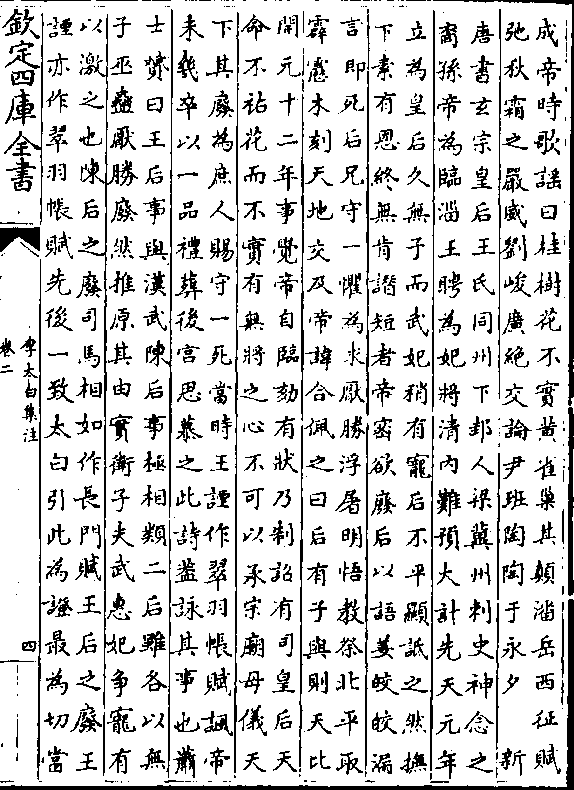 成帝時歌謡曰桂樹花不實黄雀巢其顛潘岳西征賦
弛秋霜之嚴威劉峻廣絶交論尹班陶陶于永夕 新
唐書玄宗皇后王氏同州下邽人梁冀州刺史神念之
裔孫帝為臨淄王聘為妃將清内難預大計先天元年
立為皇后久無子而武妃稍有寵后不平顯詆之然撫
下素有恩終無肯譖短者帝密欲廢后以語姜皎皎漏
言即死后兄守一懼為求厭勝浮屠明悟教祭北平取
霹靂木刻天地交及帝諱合佩之曰后有子與則天比
開元十二年事覺帝自臨劾有狀乃制詔有司皇后天
命不祐花而不實有無將之心不可以承宗廟母儀天
下其廢為庶人賜守一死當時王諲作翠羽帳賦諷帝
未幾卒以一品禮葬後宫思慕之此詩蓋詠其事也蕭
士贇曰王后事與漢武陳后事極相類二后雖各以無
子巫蠱厭勝廢然推原其由實衛子夫武惠妃争寵有
以激之也陳后之廢司馬相如作長門賦王后之廢王
諲亦作翠羽帳賦先後一致太白引此為譏最為切當
欽定四庫全書
李太白集注
卷二
四